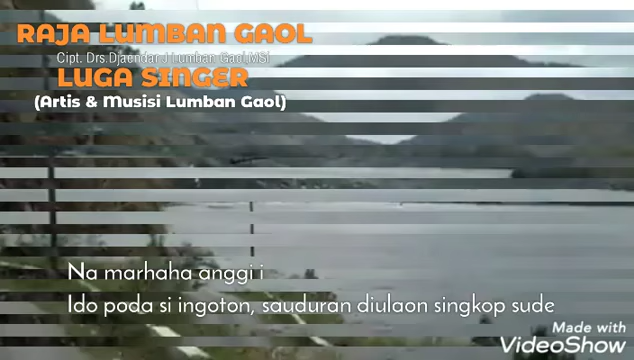 RAJA LUMBAN GAOL
Cipt. Drs.Djaendar J Lumban Gaol,MSi
LUGA SINGER
(Artis & Musisi Lumban Gaol)
Na marhaha anggi i
Ido poda si ingoton, sauduran diulaon singkop sude
Made with
VideoShow